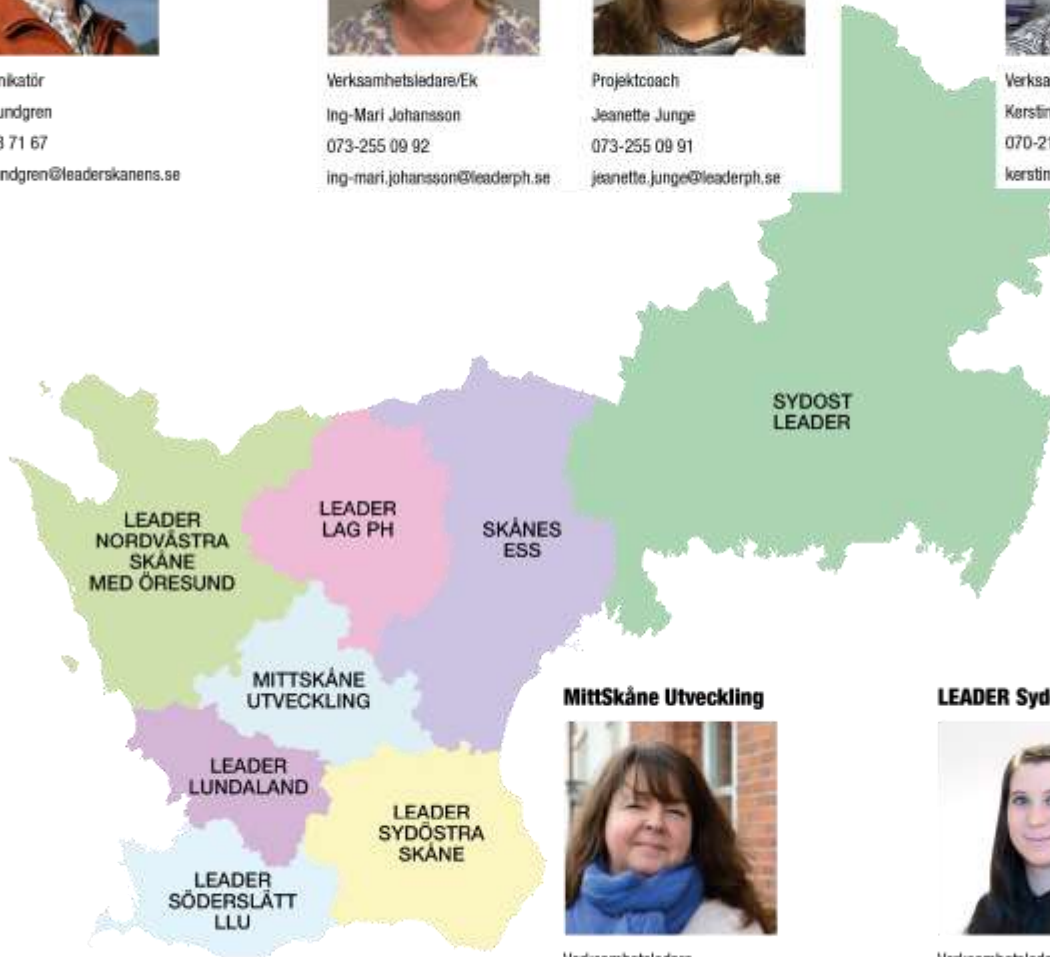 nikatör
undgren
3 71 67
ndgren@leaderskanens.se
Verksamhetsledare/Ek
Ing-Mari Johansson
073-255 09 92
ing-mari.johansson@leaderph.se
Projektcoach
Jeanette Junge
073-255 09 91
jeanette.junge@leaderph.se
Verksa
Kerstin
070-21
kerstin
SYDOST
LEADER
LEADER
NORDVÄSTRA
SKÅNE
MED ÖRESUND
LEADER
LAG PH
SKÅNES
ESS
MITTSKÅNE
UTVECKLING
LEADER
LUNDALAND
LEADER
SYDÖSTRA
SKÅNE
LEADER
SÖDERSLÄTT
LLU
MittSkåne Utveckling
LEADER Syd